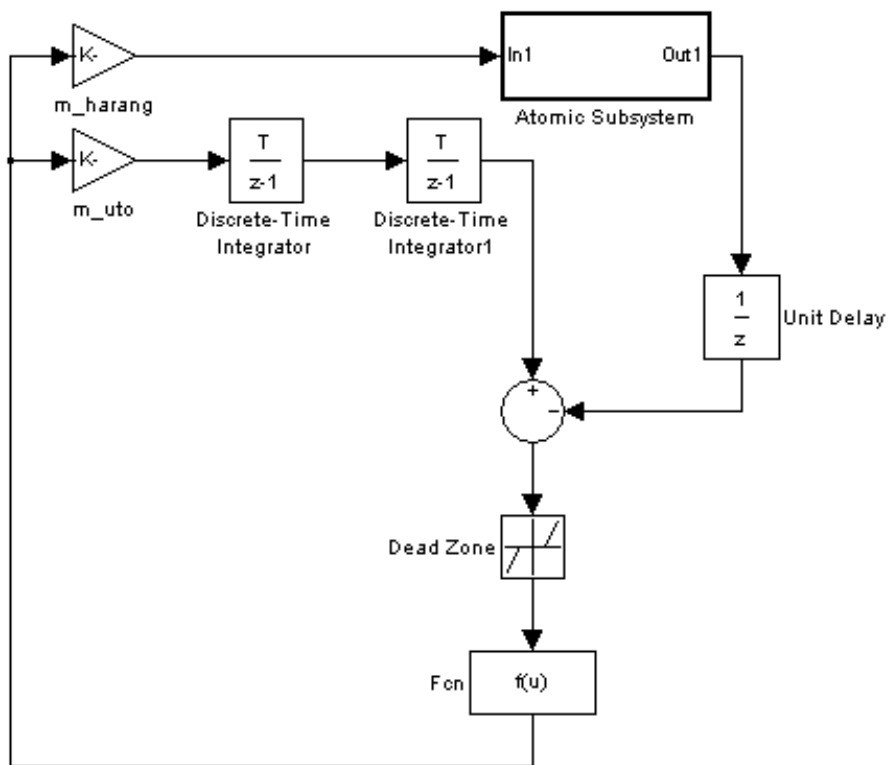 K-
In1
Out1
m_harang
Atomic Subsystem
K-
T
z-1
T
z-1
m_uto
Discrete-Time
Integrator
Discrete-Time
Integrator1
1
z
Unit Delay
+
−
Dead Zone
Fcn
f(u)